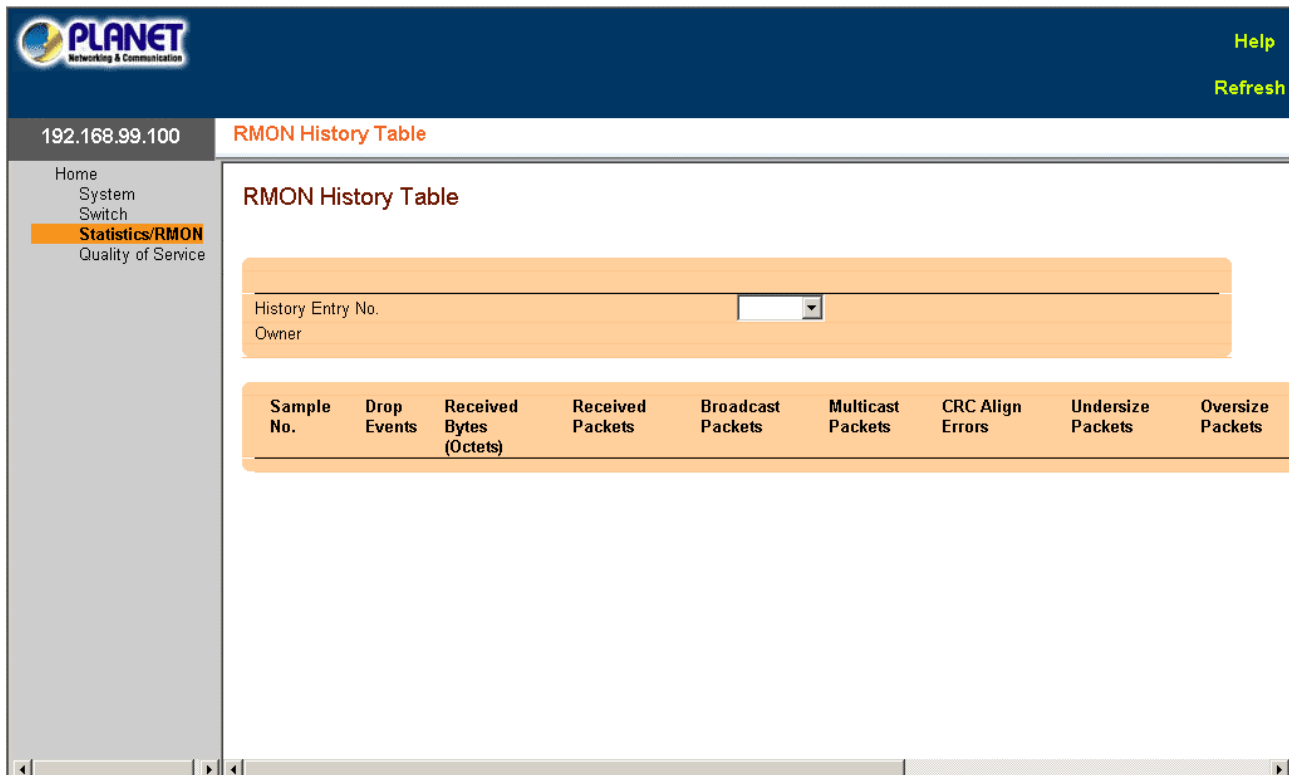 PLANET
Networking & Communication
Help
Refresh
192.168.99.100
RMON History Table
Home
System
Switch
Statistics/RMON
Quality of Service
RMON History Table
History Entry No.
Owner
Sample No.
Drop Events
Received Bytes (Octets)
Received Packets
Broadcast Packets
Multicast Packets
CRC Align Errors
Undersize Packets
Oversize Packets